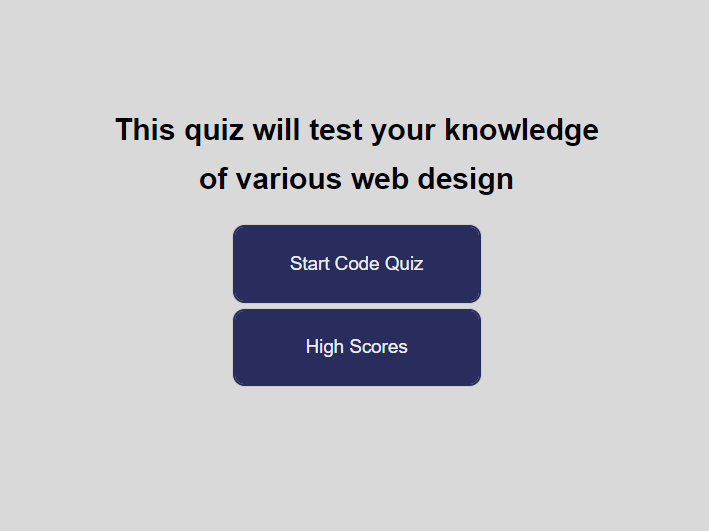 This quiz will test your knowledge
of various web design
Start Code Quiz
High Scores